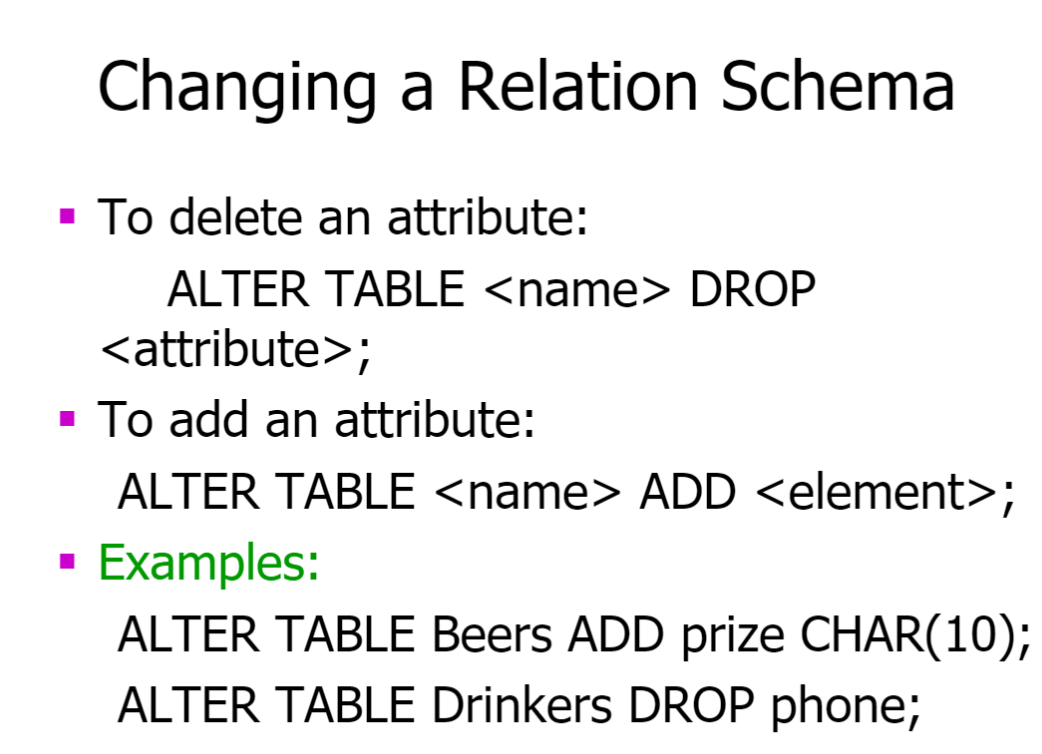 Changing a Relation Schema
▪ To delete an attribute:
ALTER TABLE <name> DROP
<attribute>;
▪ To add an attribute:
ALTER TABLE <name> ADD <element>;
▪ Examples:
ALTER TABLE Beers ADD prize CHAR(10);
ALTER TABLE Drinkers DROP phone;